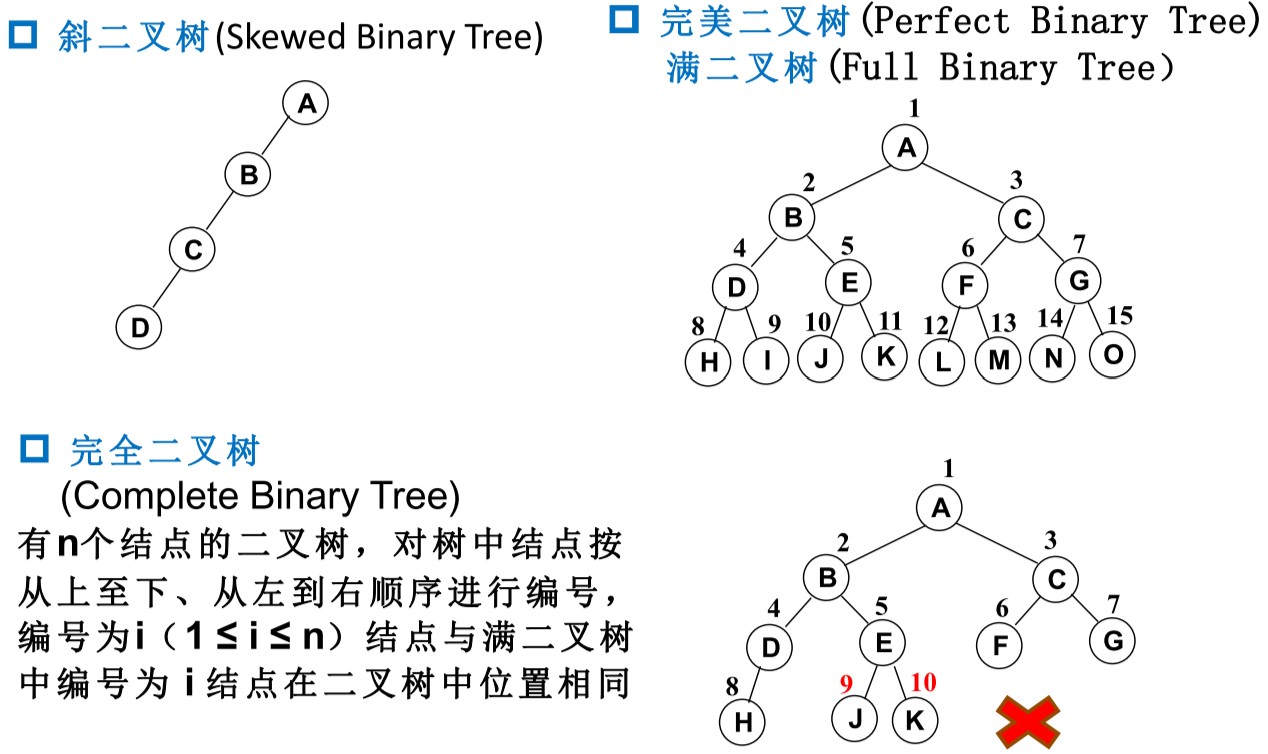 斜二叉树(Skewed Binary Tree)
A
B
C
D
完美二叉树(Perfect Binary Tree)
满二叉树(Full Binary Tree)
1
A
2
3
B
C
4
5
6
7
D
E
F
G
8
9
10
11
12
13
14
15
H
I
J
K
L
M
N
O
完全二叉树
(Complete Binary Tree)
有n个结点的二叉树，对树中结点按
从上至下、从左到右顺序进行编号，
编号为i（1≤i≤n）结点与满二叉树
中编号为 i 结点在二叉树中位置相同
1
A
2
3
B
C
4
5
6
7
D
E
F
G
8
9
10
H
J
K